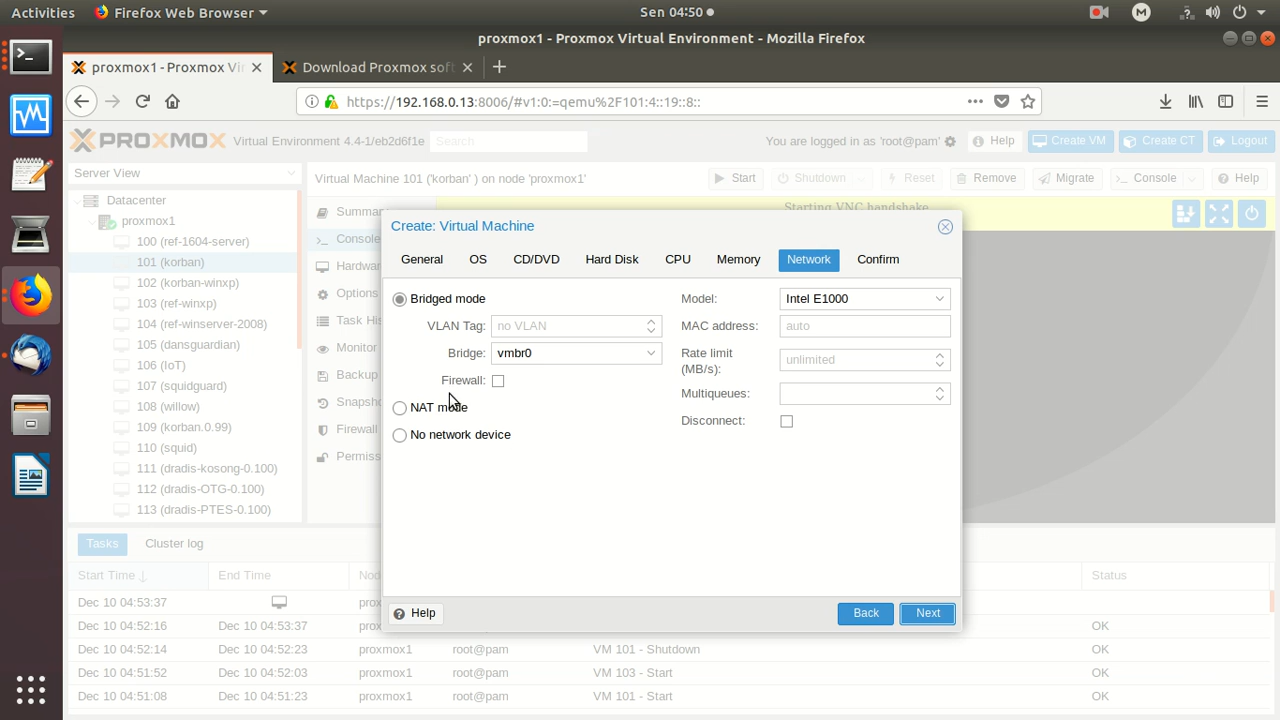 Activities Firefox Web Browser Sen 04:50
proxmox1 - Proxmox Virtual Environment - Mozilla Firefox
proxmox1 - Proxmox Vir Download Proxmox soft
https://192.168.0.13:8006/#v1:0:=qemu%2F101:4::19::8::
PROXMOX Virtual Environment 4.4-1/eb2d6f1e Search You are logged in as 'root@pam' Help Create VM Create CT Logout
Server View
Virtual Machine 101 ('korban' ) on node 'proxmox1' Start Shutdown Reset Remove Migrate Console Help
Datacenter
proxmox1
100 (ref-1604-server)
101 (korban)
102 (korban-winxp)
103 (ref-winxp)
104 (ref-winserver-2008)
105 (dansguardian)
106 (IoT)
107 (squidguard)
108 (willow)
109 (korban.0.99)
110 (squid)
111 (dradis-kosong-0.100)
112 (dradis-OTG-0.100)
113 (dradis-PTES-0.100)
Summar
Console
Hardwar
Options
Task His
Monitor
Backup
Snapsho
Firewall
Permiss
Starting VNC handshake
Create: Virtual Machine
General OS CD/DVD Hard Disk CPU Memory Network Confirm
Bridged mode
VLAN Tag: no VLAN
Bridge: vmbr0
Firewall:
NAT mode
No network device
Model: Intel E1000
MAC address: auto
Rate limit
(MB/s):
unlimited
Multiqueues:
Disconnect:
Help Back Next
Tasks Cluster log
Start Time End Time Nod Status
Dec 10 04:53:37 prox
Dec 10 04:52:16 Dec 10 04:53:37 prox OK
Dec 10 04:52:14 Dec 10 04:52:23 proxmox1 root@pam VM 101 - Shutdown OK
Dec 10 04:51:52 Dec 10 04:52:03 proxmox1 root@pam VM 103 - Start OK
Dec 10 04:51:08 Dec 10 04:51:23 proxmox1 root@pam VM 101 - Start OK